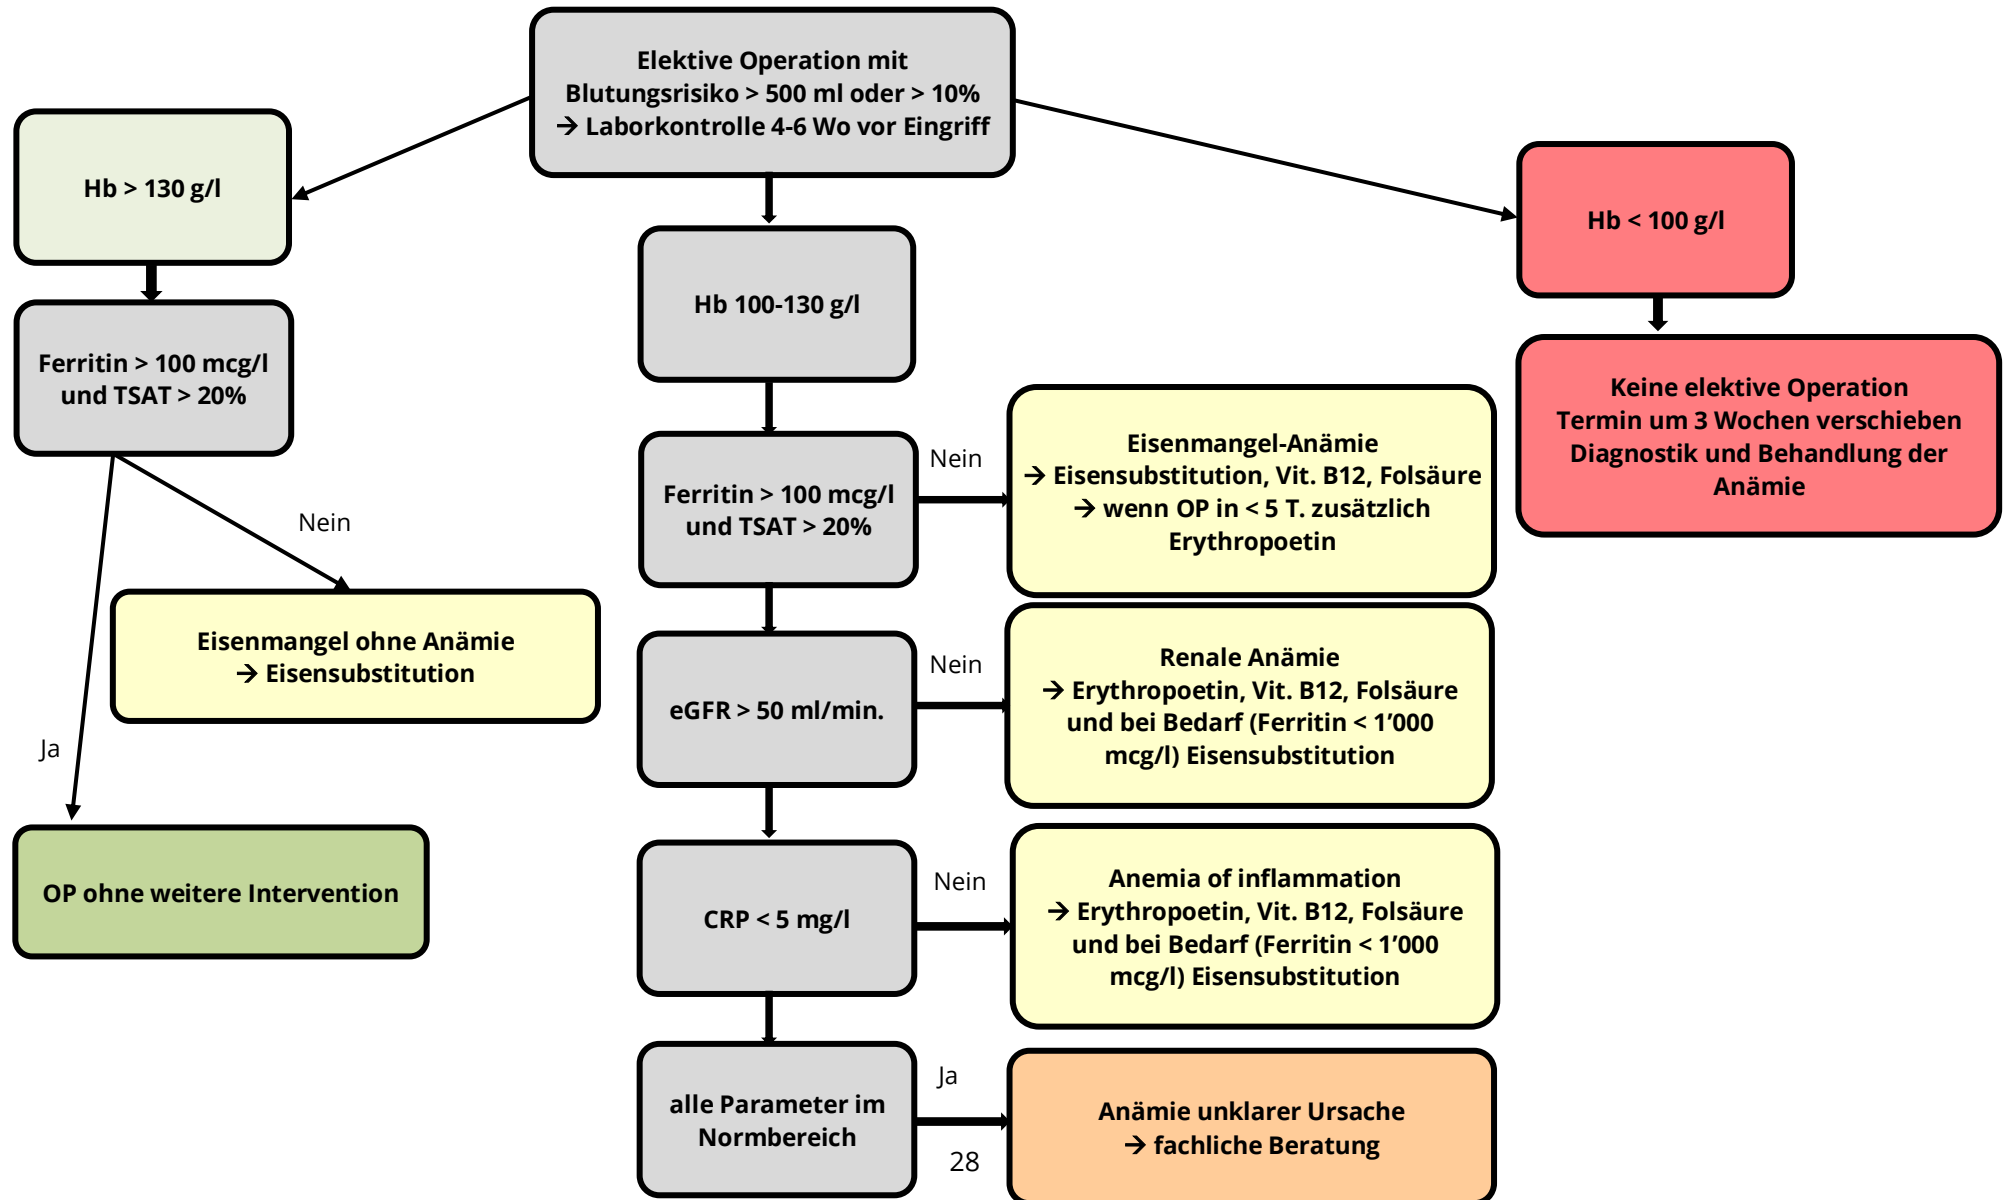 Elektive Operation mit
Blutungsrisiko > 500 ml oder > 10%
→ Laborkontrolle 4-6 Wo vor Eingriff
Hb > 130 g/l
Ferritin > 100 mcg/l
und TSAT > 20%
Nein
Eisenmangel ohne Anämie
→ Eisensubstitution
Ja
OP ohne weitere Intervention
Hb 100-130 g/l
Ferritin > 100 mcg/l
und TSAT > 20%
Nein
Eisenmangel-Anämie
→ Eisensubstitution, Vit. B12, Folsäure
→ wenn OP in < 5 T. zusätzlich
Erythropoetin
eGFR > 50 ml/min.
Nein
Renale Anämie
→ Erythropoetin, Vit. B12, Folsäure
und bei Bedarf (Ferritin < 1’000
mcg/l) Eisensubstitution
CRP < 5 mg/l
Nein
Anemia of inflammation
→ Erythropoetin, Vit. B12, Folsäure
und bei Bedarf (Ferritin < 1’000
mcg/l) Eisensubstitution
alle Parameter im
Normbereich
Ja
Anämie unklarer Ursache
→ fachliche Beratung
Hb < 100 g/l
Keine elektive Operation
Termin um 3 Wochen verschieben
Diagnostik und Behandlung der
Anämie
28